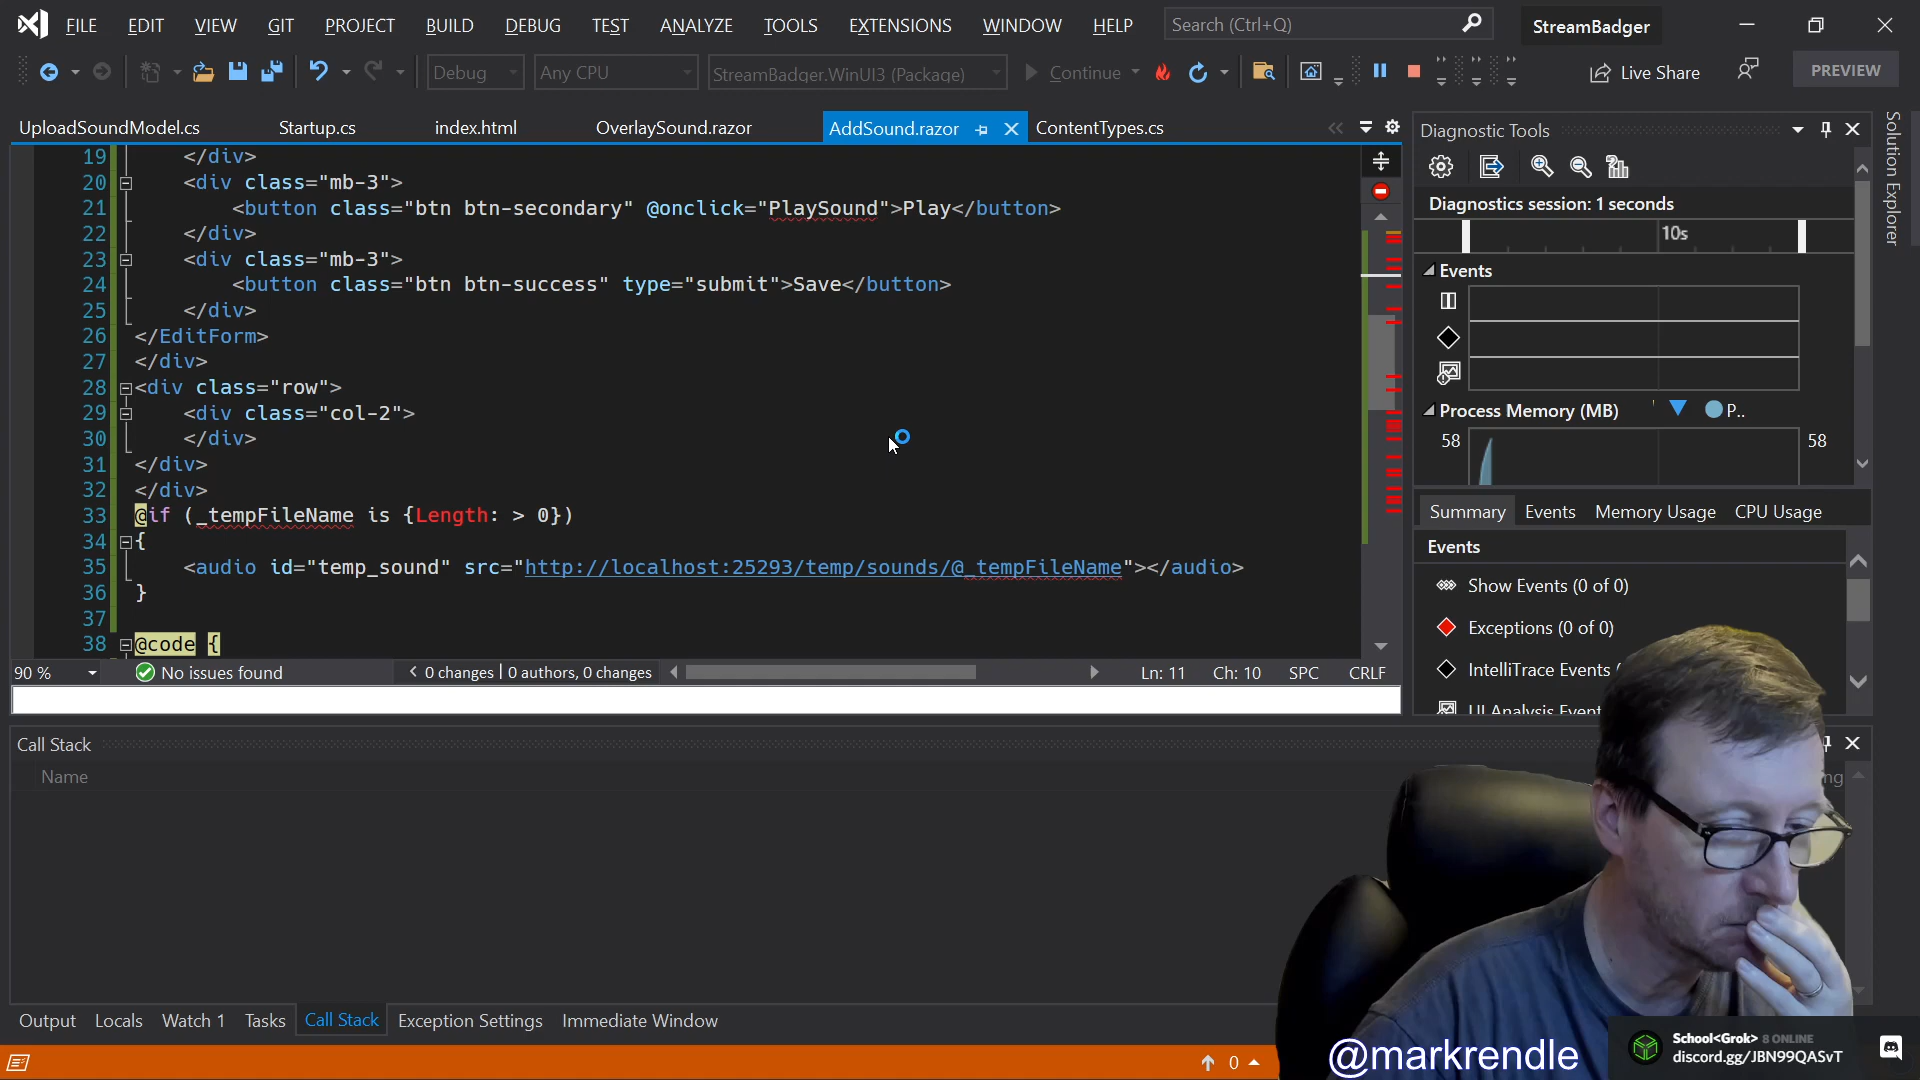 FILE EDIT VIEW GIT PROJECT BUILD DEBUG TEST ANALYZE TOOLS EXTENSIONS WINDOW HELP Search (Ctrl+Q) StreamBadger
Debug Any CPU StreamBadger.WinUI3 (Package) Continue Live Share PREVIEW
UploadSoundModel.cs Startup.cs index.html OverlaySound.razor AddSound.razor ContentTypes.cs
19 </div>
20 <div class="mb-3">
21 <button class="btn btn-secondary" @onclick="PlaySound">Play</button>
22 </div>
23 <div class="mb-3">
24 <button class="btn btn-success" type="submit">Save</button>
25 </div>
26 </EditForm>
27 </div>
28 <div class="row">
29 <div class="col-2">
30 </div>
31 </div>
32 </div>
33 @if (_tempFileName is {Length: > 0})
34 {
35 <audio id="temp_sound" src="http://localhost:25293/temp/sounds/@_tempFileName"></audio>
36 }
37
38 @code {
90 % No issues found 0 changes | 0 authors, 0 changes Ln: 11 Ch: 10 SPC CRLF
Diagnostic Tools
Diagnostics session: 1 seconds
10s
Events
Process Memory (MB) P..
58 58
Summary Events Memory Usage CPU Usage
Events
Show Events (0 of 0)
Exceptions (0 of 0)
IntelliTrace Events (
UI Analysis Event
Solution Explorer
Call Stack
Name
Output Locals Watch 1 Tasks Call Stack Exception Settings Immediate Window
0
@markrendle
School<Grok> 8 ONLINE
discord.gg/JBN99QASvT